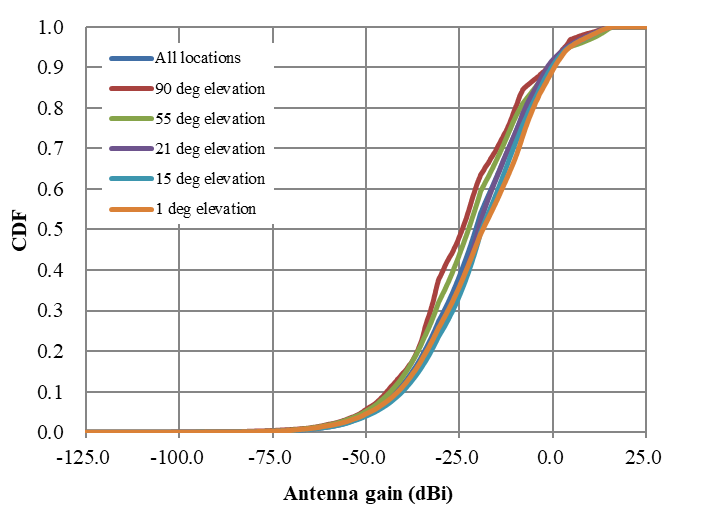 1.0
0.9
0.8
0.7
0.6
0.5
0.4
0.3
0.2
0.1
0.0
CDF
All locations
90 deg elevation
55 deg elevation
21 deg elevation
15 deg elevation
1 deg elevation
-125.0 -100.0 -75.0 -50.0 -25.0 0.0 25.0
Antenna gain (dBi)